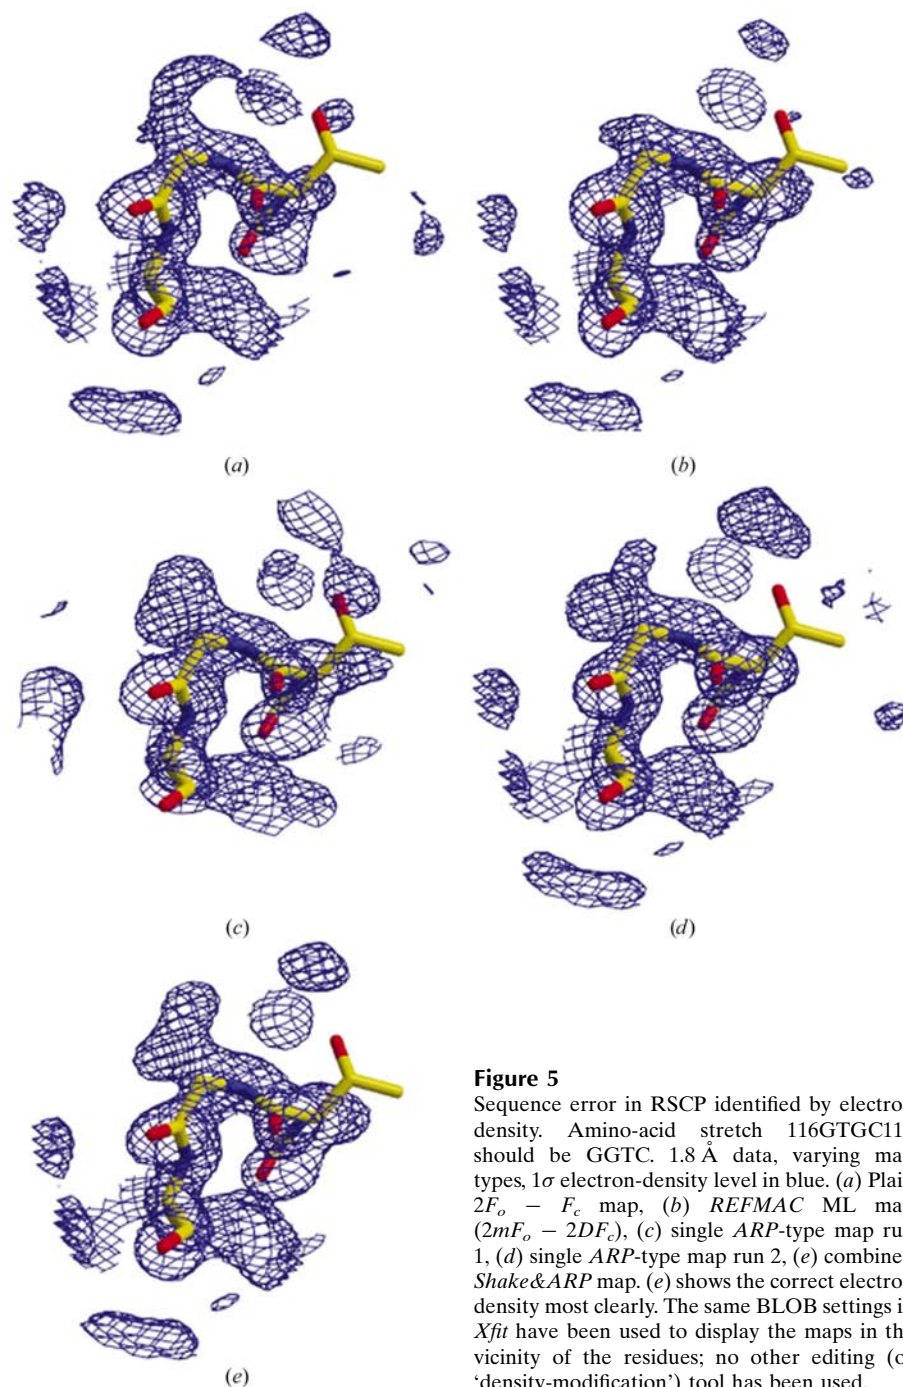 (a)
(b)
(c)
(d)
(e)
Figure 5
Sequence error in RSCP identified by electro
density. Amino-acid stretch 116GTGC11
should be GGTC. 1.8 Å data, varying ma
types, 1σ electron-density level in blue. (a) Plai
2Fo − Fc map, (b) REFMAC ML ma
(2mFo − 2DFc), (c) single ARP-type map ru
1, (d) single ARP-type map run 2, (e) combine
Shake&ARP map. (e) shows the correct electro
density most clearly. The same BLOB settings i
Xfit have been used to display the maps in th
vicinity of the residues; no other editing (o
‘density-modification’) tool has been used.